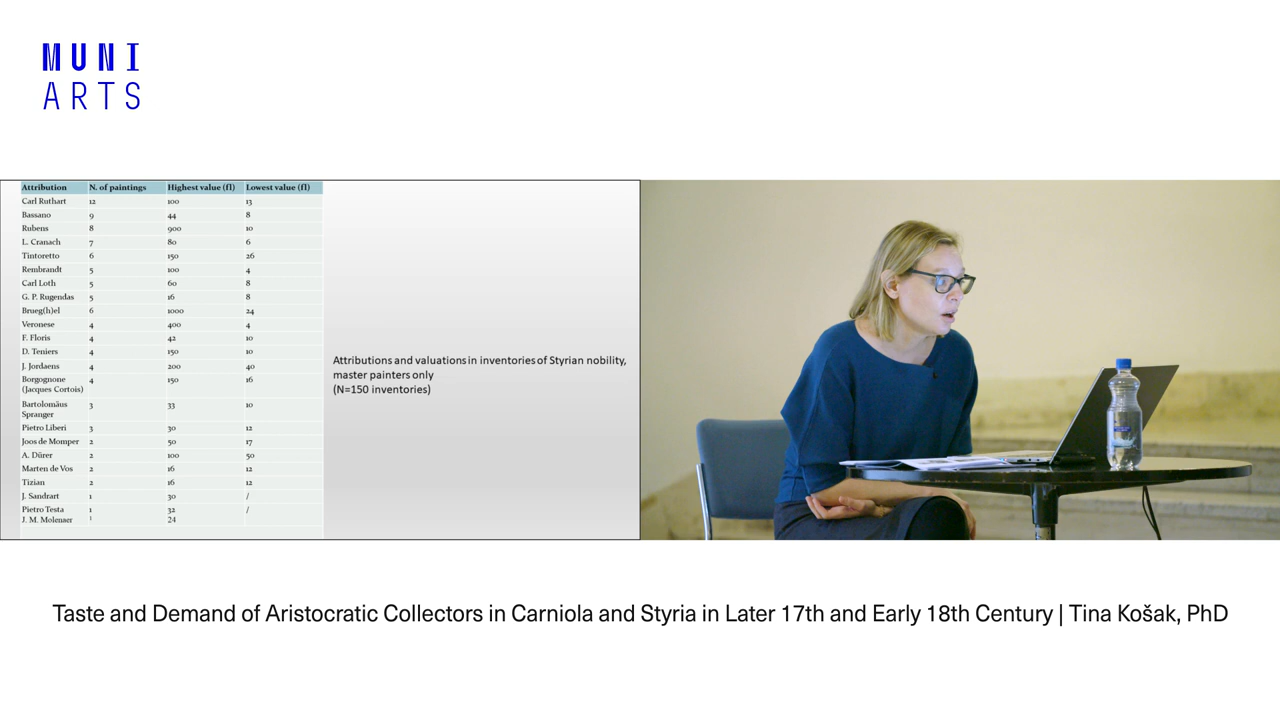 MUNI
ARTS
Attribution N. of paintings Highest value (fl) Lowest value (fl)
Carl Ruthart 12 100 13
Bassano 9 44 8
Rubens 8 900 10
L. Cranach 7 80 6
Tintoretto 6 150 26
Rembrandt 5 100 4
Carl Loth 5 60 8
G. P. Rugendas 5 16 8
Brueg(h)el 6 1000 24
Veronese 4 400 4
F. Floris 4 42 10
D. Teniers 4 150 10
J. Jordaens 4 200 40
Borgognone 4 150 16
(Jacques Cortois)
Bartolomäus 3 33 10
Spranger
Pietro Liberi 3 30 12
Joos de Momper 2 50 17
A. Dürer 2 100 50
Marten de Vos 2 16 12
Tizian 2 16 12
J. Sandrart 1 30 /
Pietro Testa 1 32 /
J. M. Molenaer 1 24
Attributions and valuations in inventories of Styrian nobility,
master painters only
(N=150 inventories)
Taste and Demand of Aristocratic Collectors in Carniola and Styria in Later 17th and Early 18th Century | Tina Košak, PhD